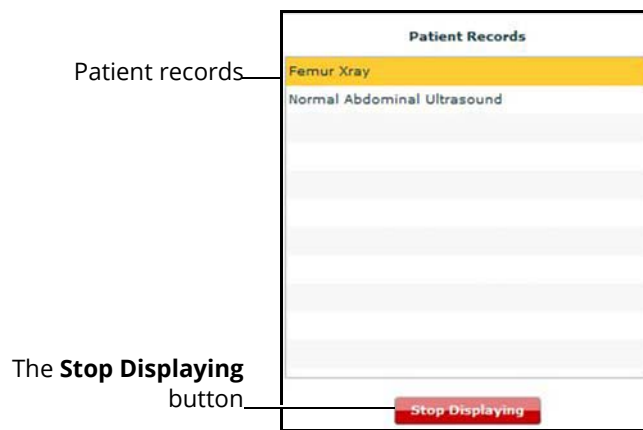 Patient Records
Patient records
Femur Xray
Normal Abdominal Ultrasound
The Stop Displaying
button
Stop Displaying